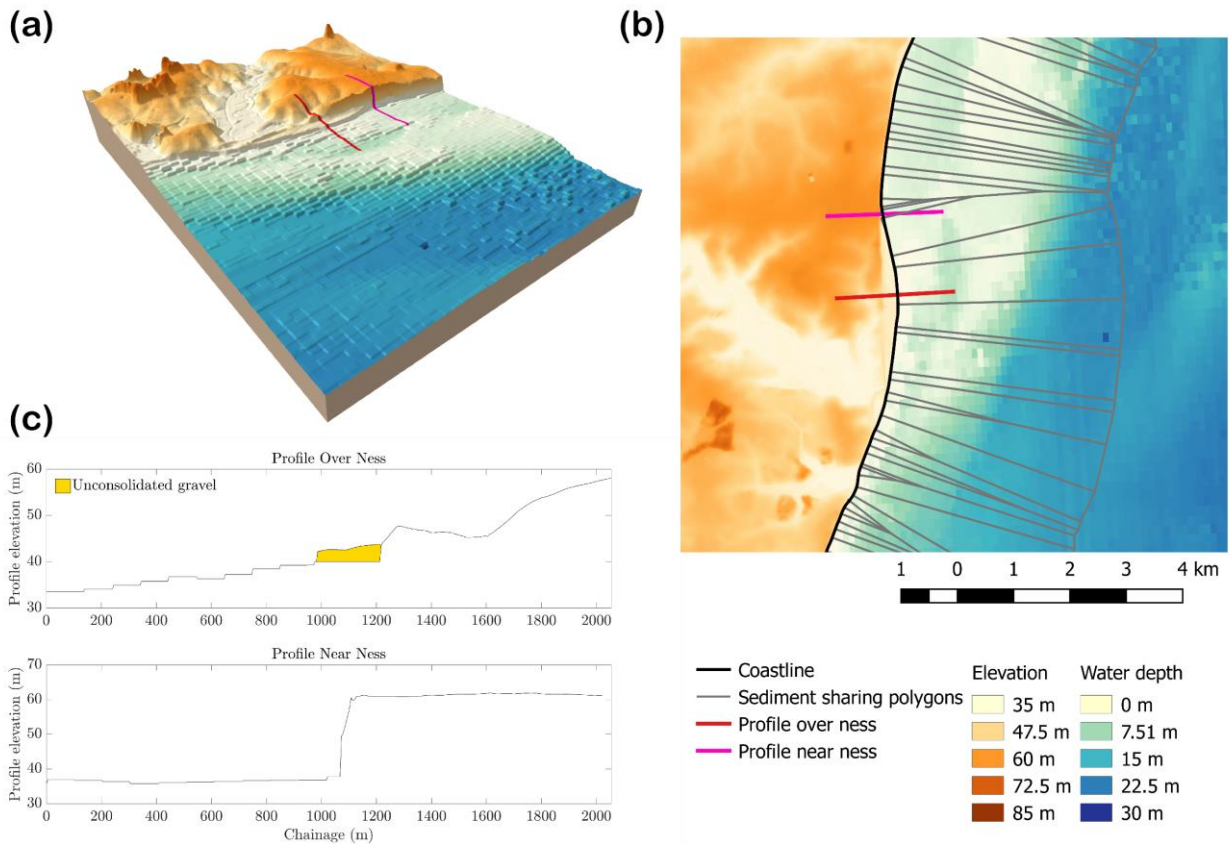 (a)
(b)
(c)
Profile Over Ness
Profile elevation (m)
60
50
40
30
Unconsolidated gravel
0 200 400 600 800 1000 1200 1400 1600 1800 2000
Profile Near Ness
Profile elevation (m)
70
60
50
40
30
0 200 400 600 800 1000 1200 1400 1600 1800 2000
Chainage (m)
1 0 1 2 3 4 km
Coastline
Sediment sharing polygons
Profile over ness
Profile near ness
Elevation
35 m
47.5 m
60 m
72.5 m
85 m
Water depth
0 m
7.51 m
15 m
22.5 m
30 m